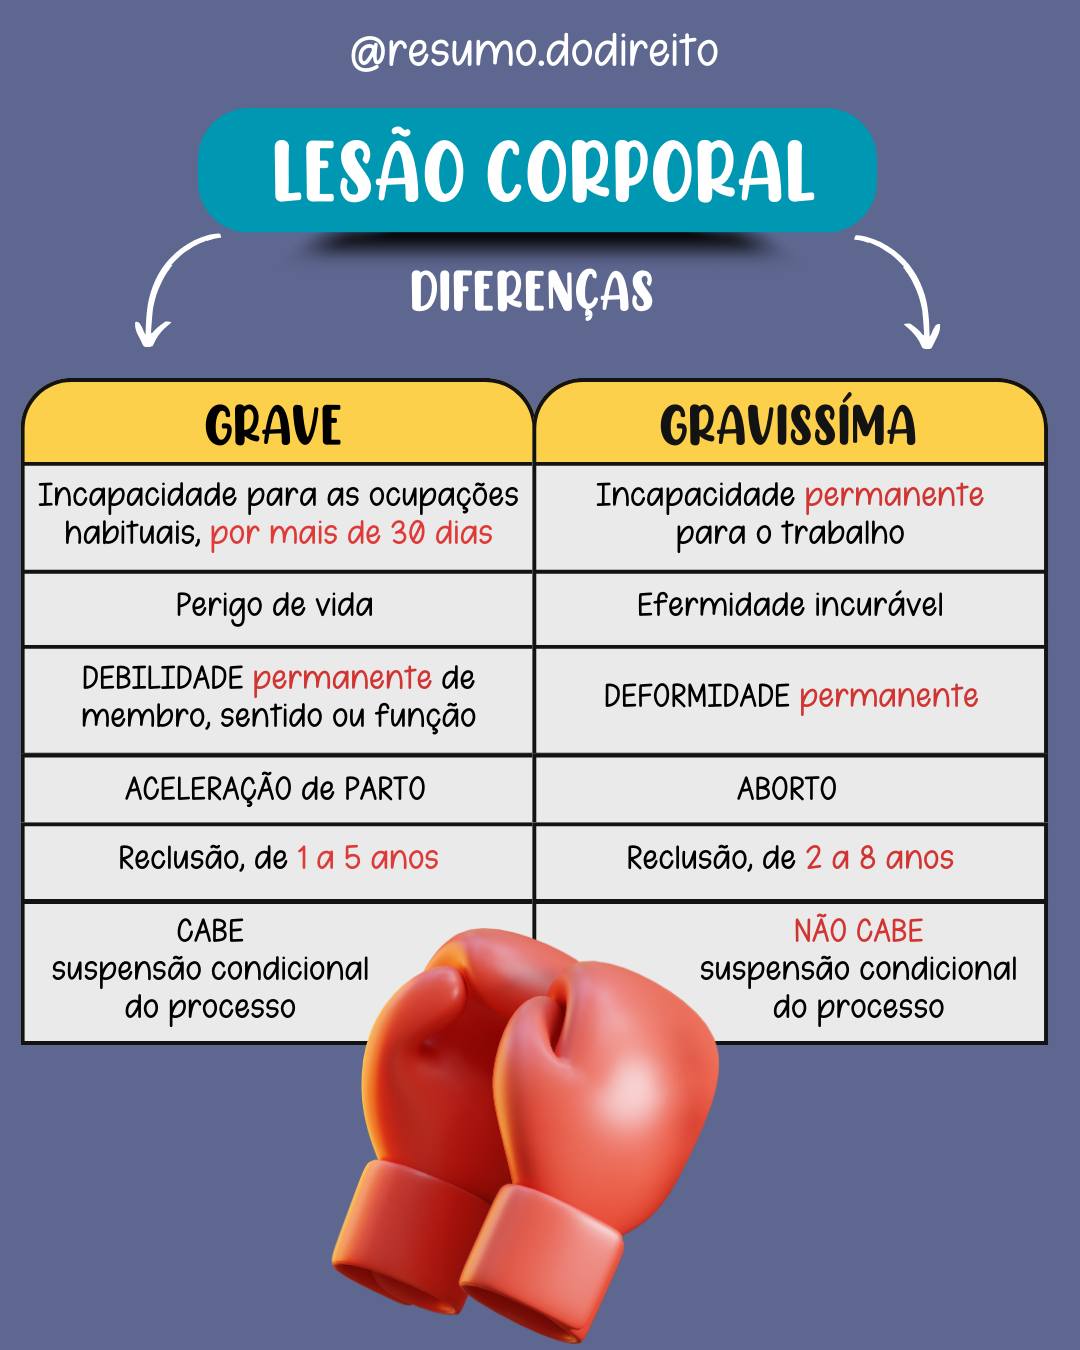 @resumo.dodireito
LESÃO CORPORAL
DIFERENÇAS
GRAVE
GRAVISSÍMA
Incapacidade para as ocupações
habituais, por mais de 30 dias
Incapacidade permanente
para o trabalho
Perigo de vida
Efermidade incurável
DEBILIDADE permanente de
membro, sentido ou função
DEFORMIDADE permanente
ACELERAÇÃO de PARTO
ABORTO
Reclusão, de 1 a 5 anos
Reclusão, de 2 a 8 anos
CABE
suspensão condicional
do processo
NÃO CABE
suspensão condicional
do processo